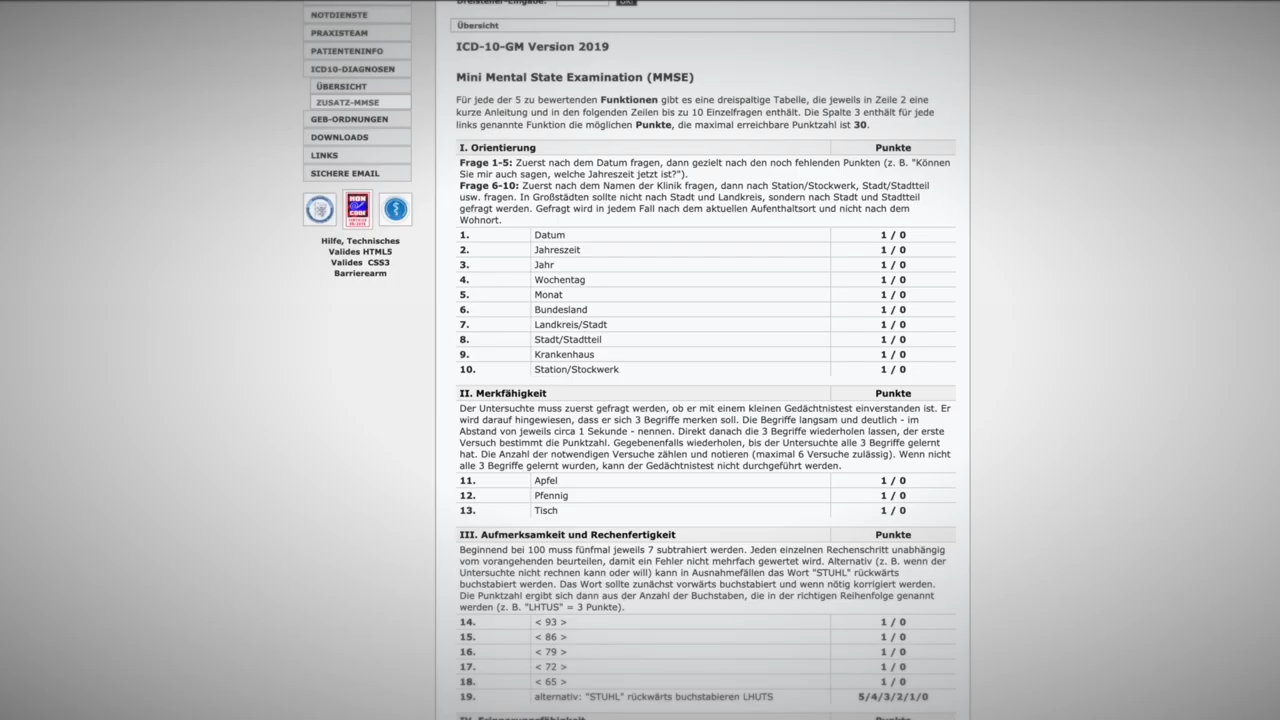 NOTDIENSTE
PRAXISTEAM
PATIENTENINFO
ICD10-DIAGNOSEN
ÜBERSICHT
ZUSATZ-MMSE
GEB-ORDNUNGEN
DOWNLOADS
LINKS
SICHERE EMAIL
HON
CODE
Hilfe, Technisches
Valides HTML5
Valides CSS3
Barrierearm
Dreisteller-Eingabe:
Übersicht
ICD-10-GM Version 2019
Mini Mental State Examination (MMSE)
Für jede der 5 zu bewertenden Funktionen gibt es eine dreispaltige Tabelle, die jeweils in Zeile 2 eine
kurze Anleitung und in den folgenden Zeilen bis zu 10 Einzelfragen enthält. Die Spalte 3 enthält für jede
links genannte Funktion die möglichen Punkte, die maximal erreichbare Punktzahl ist 30.
I. Orientierung Punkte
Frage 1-5: Zuerst nach dem Datum fragen, dann gezielt nach den noch fehlenden Punkten (z. B. "Können
Sie mir auch sagen, welche Jahreszeit jetzt ist?").
Frage 6-10: Zuerst nach dem Namen der Klinik fragen, dann nach Station/Stockwerk, Stadt/Stadtteil
usw. fragen. In Großstädten sollte nicht nach Stadt und Landkreis, sondern nach Stadt und Stadtteil
gefragt werden. Gefragt wird in jedem Fall nach dem aktuellen Aufenthaltsort und nicht nach dem
Wohnort.
1. Datum 1 / 0
2. Jahreszeit 1 / 0
3. Jahr 1 / 0
4. Wochentag 1 / 0
5. Monat 1 / 0
6. Bundesland 1 / 0
7. Landkreis/Stadt 1 / 0
8. Stadt/Stadtteil 1 / 0
9. Krankenhaus 1 / 0
10. Station/Stockwerk 1 / 0
II. Merkfähigkeit Punkte
Der Untersuchte muss zuerst gefragt werden, ob er mit einem kleinen Gedächtnistest einverstanden ist. Er
wird darauf hingewiesen, dass er sich 3 Begriffe merken soll. Die Begriffe langsam und deutlich - im
Abstand von jeweils circa 1 Sekunde - nennen. Direkt danach die 3 Begriffe wiederholen lassen, der erste
Versuch bestimmt die Punktzahl. Gegebenenfalls wiederholen, bis der Untersuchte alle 3 Begriffe gelernt
hat. Die Anzahl der notwendigen Versuche zählen und notieren (maximal 6 Versuche zulässig). Wenn nicht
alle 3 Begriffe gelernt wurden, kann der Gedächtnistest nicht durchgeführt werden.
11. Apfel 1 / 0
12. Pfennig 1 / 0
13. Tisch 1 / 0
III. Aufmerksamkeit und Rechenfertigkeit Punkte
Beginnend bei 100 muss fünfmal jeweils 7 subtrahiert werden. Jeden einzelnen Rechenschritt unabhängig
vom vorangehenden beurteilen, damit ein Fehler nicht mehrfach gewertet wird. Alternativ (z. B. wenn der
Untersuchte nicht rechnen kann oder will) kann in Ausnahmefällen das Wort "STUHL" rückwärts
buchstabiert werden. Das Wort sollte zunächst vorwärts buchstabiert und wenn nötig korrigiert werden.
Die Punktzahl ergibt sich dann aus der Anzahl der Buchstaben, die in der richtigen Reihenfolge genannt
werden (z. B. "LHTUS" = 3 Punkte).
14. < 93 > 1 / 0
15. < 86 > 1 / 0
16. < 79 > 1 / 0
17. < 72 > 1 / 0
18. < 65 > 1 / 0
19. alternativ: "STUHL" rückwärts buchstabieren LHUTS 5/4/3/2/1/0
IV. Erinnerungsfähigkeit Punkte